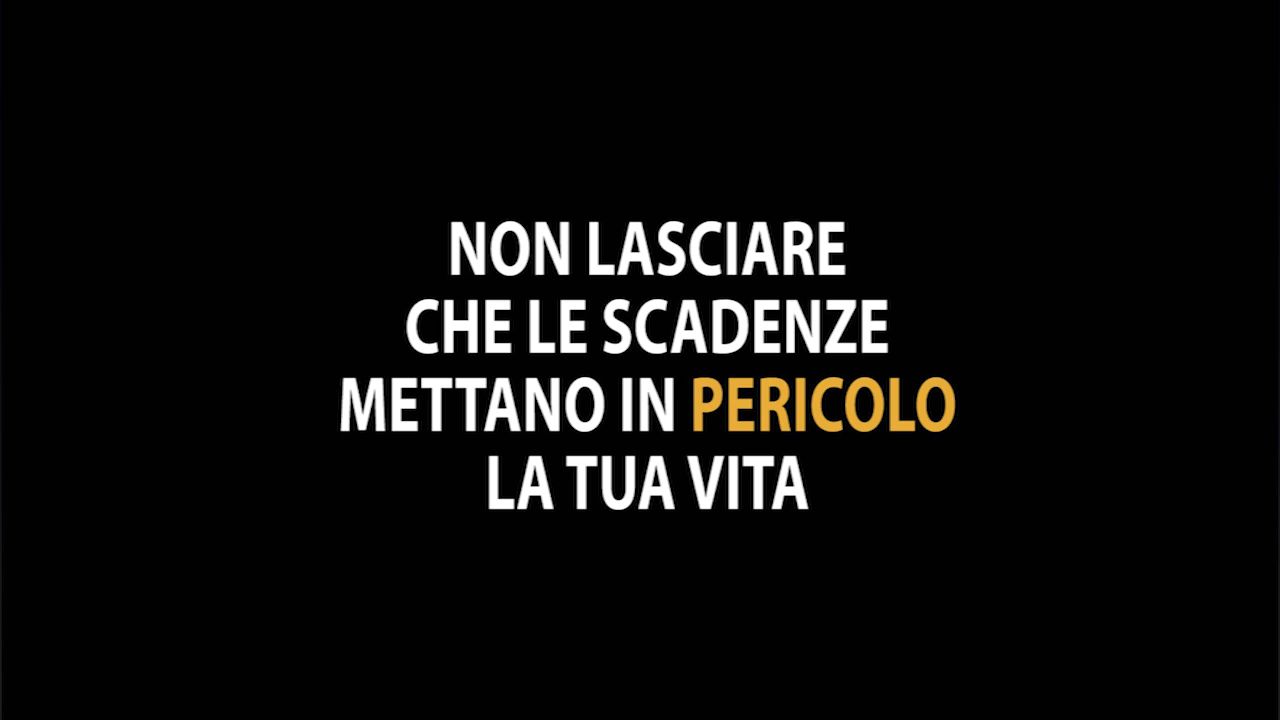 NON LASCIARE
CHE LE SCADENZE
METTANO IN PERICOLO
LA TUA VITA